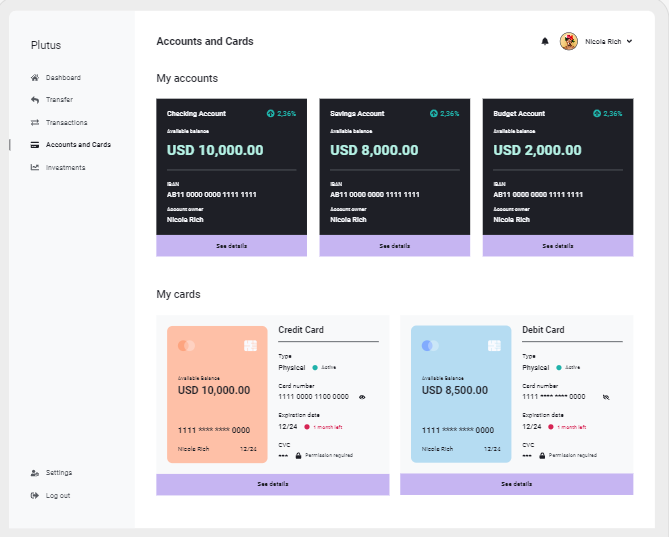 Plutus
Dashboard
Transfer
Transactions
Accounts and Cards
Investments
Settings
Log out
Accounts and Cards
Nicola Rich
My accounts
Checking Account 2,36%
Available balance
USD 10,000.00
IBAN
AB11 0000 0000 1111 1111
Account owner
Nicola Rich
See details
Savings Account 2,36%
Available balance
USD 8,000.00
IBAN
AB11 0000 0000 1111 1111
Account owner
Nicola Rich
See details
Budget Account 2,36%
Available balance
USD 2,000.00
IBAN
AB11 0000 0000 1111 1111
Account owner
Nicola Rich
See details
My cards
Available Balance
USD 10,000.00
1111 **** **** 0000
Nicola Rich 12/24
Credit Card
Type
Physical Active
Card number
1111 0000 1100 0000
Expiration date
12/24 1 month left
CVC
*** Permission required
See details
Available Balance
USD 8,500.00
1111 **** **** 0000
Nicola Rich 12/24
Debit Card
Type
Physical Active
Card number
1111 **** **** 0000
Expiration date
12/24 1 month left
CVC
*** Permission required
See details